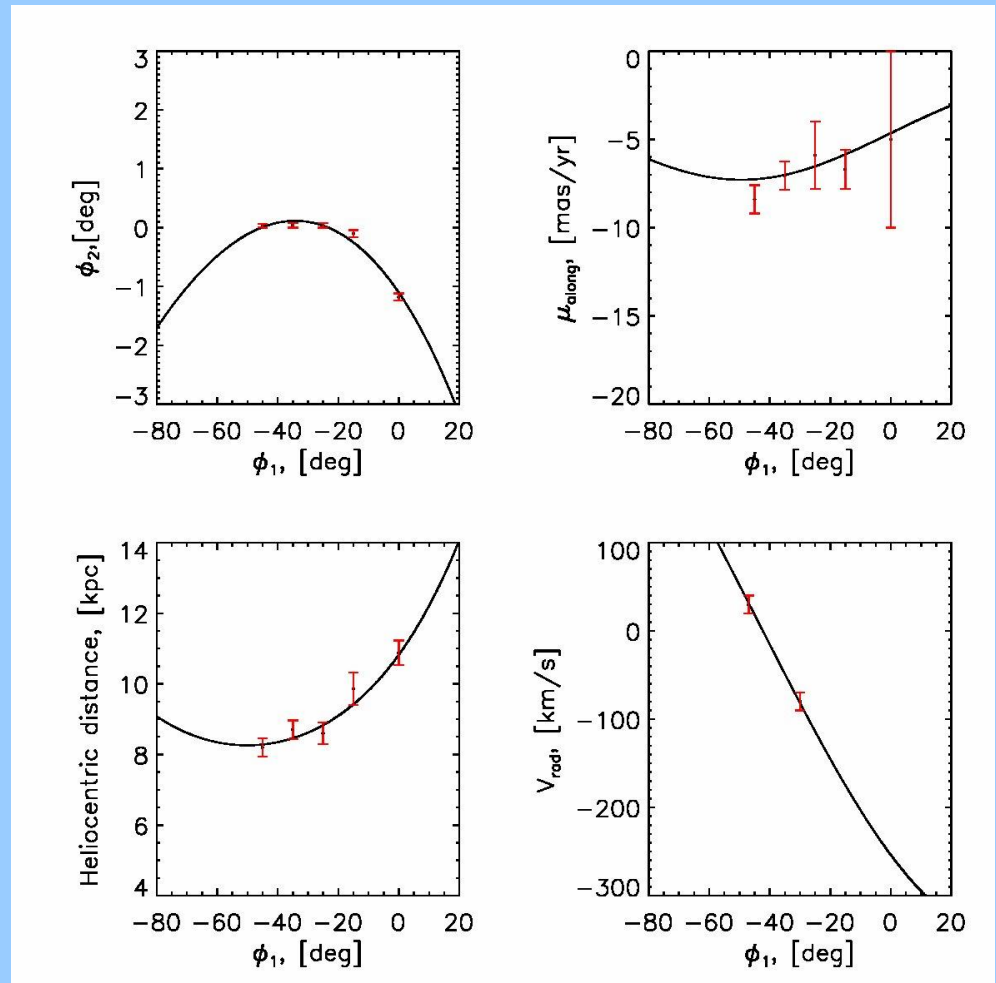 3
2
1
0
−1
−2
−3
ϕ₂,[deg]
−80 −60 −40 −20 0 20
ϕ₁, [deg]
0
−5
−10
−15
−20
μ_along, [mas/yr]
−80 −60 −40 −20 0 20
ϕ₁, [deg]
14
12
10
8
6
4
Heliocentric distance, [kpc]
−80 −60 −40 −20 0 20
ϕ₁, [deg]
100
0
−100
−200
−300
V_rad, [km/s]
−80 −60 −40 −20 0 20
ϕ₁, [deg]